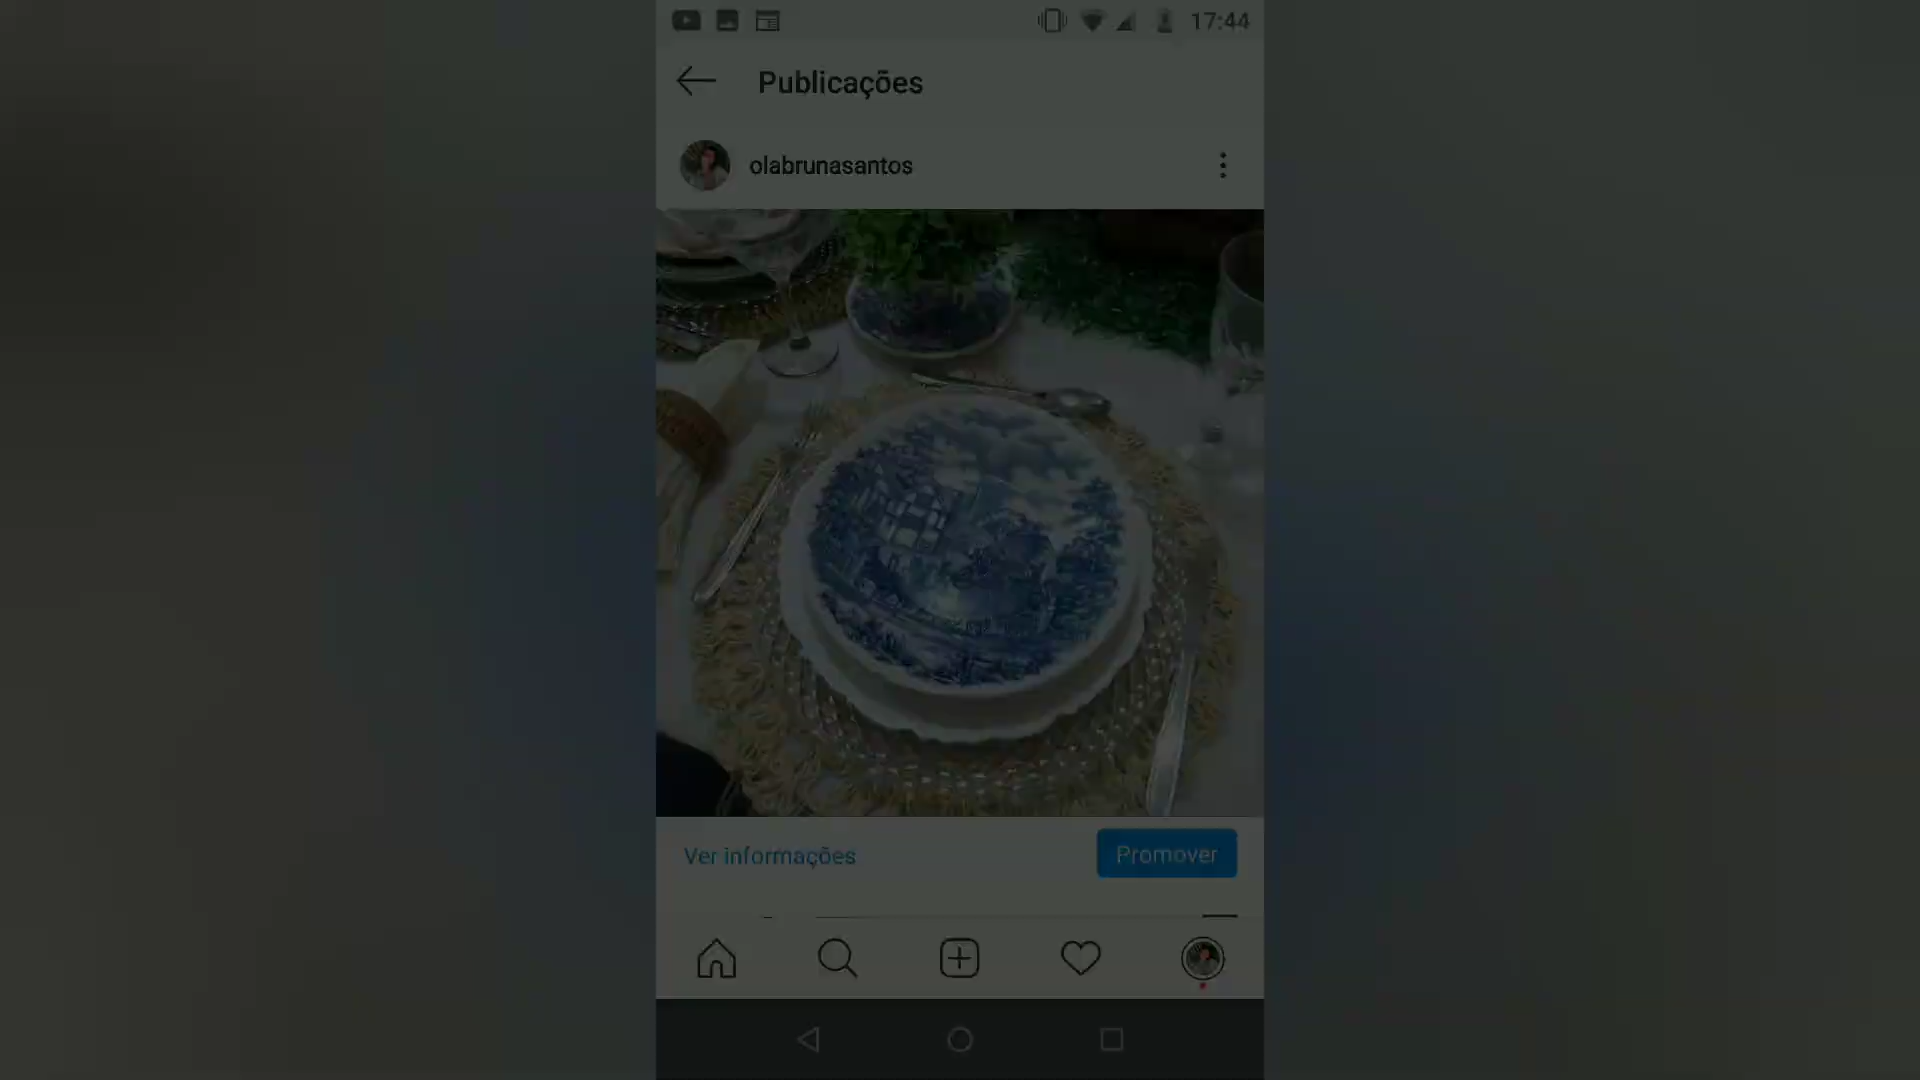 17:44
Publicações
olabrunasantos
Ver informações
Promover